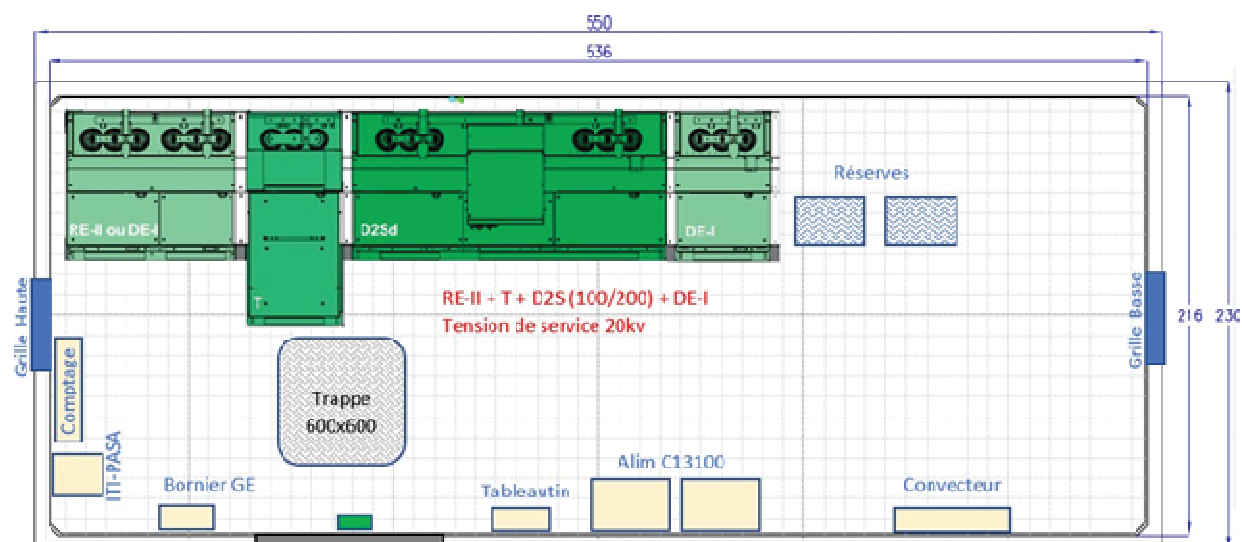 550
536
Réserves
RE-II ou DE-I
D2Sd
DE-I
T
RE-II + T + D2S (100/200) + DE-I
Tension de service 20kv
Grille Haute
Grille Basse
216
230
Comptage
Trappe
600x600
ITI-PASA
Bornier GE
Tableautin
Alim C13100
Convecteur